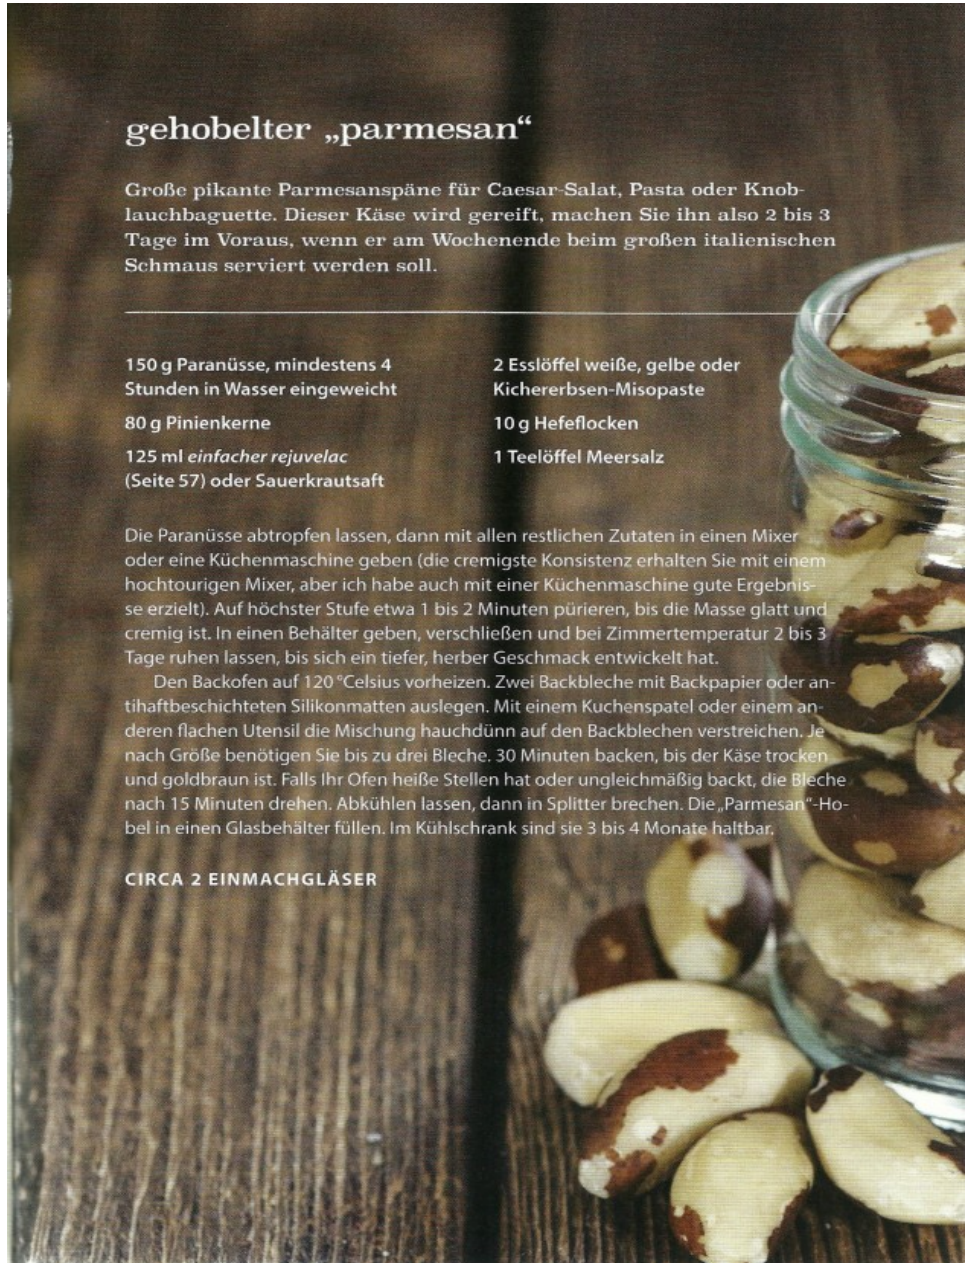 gehobelter „parmesan“
Große pikante Parmesanspäne für Caesar-Salat, Pasta oder Knob-
lauchbaguette. Dieser Käse wird gereift, machen Sie ihn also 2 bis 3
Tage im Voraus, wenn er am Wochenende beim großen italienischen
Schmaus serviert werden soll.
150 g Paranüsse, mindestens 4
Stunden in Wasser eingeweicht
80 g Pinienkerne
125 ml einfacher rejuvelac
(Seite 57) oder Sauerkrautsaft
2 Esslöffel weiße, gelbe oder
Kichererbsen-Misopaste
10 g Hefeflocken
1 Teelöffel Meersalz
Die Paranüsse abtropfen lassen, dann mit allen restlichen Zutaten in einen Mixer
oder eine Küchenmaschine geben (die cremigste Konsistenz erhalten Sie mit einem
hochtourigen Mixer, aber ich habe auch mit einer Küchenmaschine gute Ergebnis-
se erzielt). Auf höchster Stufe etwa 1 bis 2 Minuten pürieren, bis die Masse glatt und
cremig ist. In einen Behälter geben, verschließen und bei Zimmertemperatur 2 bis 3
Tage ruhen lassen, bis sich ein tiefer, herber Geschmack entwickelt hat.
Den Backofen auf 120 °Celsius vorheizen. Zwei Backbleche mit Backpapier oder an-
tihaftbeschichteten Silikonmatten auslegen. Mit einem Kuchenspatel oder einem an-
deren flachen Utensil die Mischung hauchdünn auf den Backblechen verstreichen. Je
nach Größe benötigen Sie bis zu drei Bleche. 30 Minuten backen, bis der Käse trocken
und goldbraun ist. Falls Ihr Ofen heiße Stellen hat oder ungleichmäßig backt, die Bleche
nach 15 Minuten drehen. Abkühlen lassen, dann in Splitter brechen. Die „Parmesan“-Ho-
bel in einen Glasbehälter füllen. Im Kühlschrank sind sie 3 bis 4 Monate haltbar.
CIRCA 2 EINMACHGLÄSER